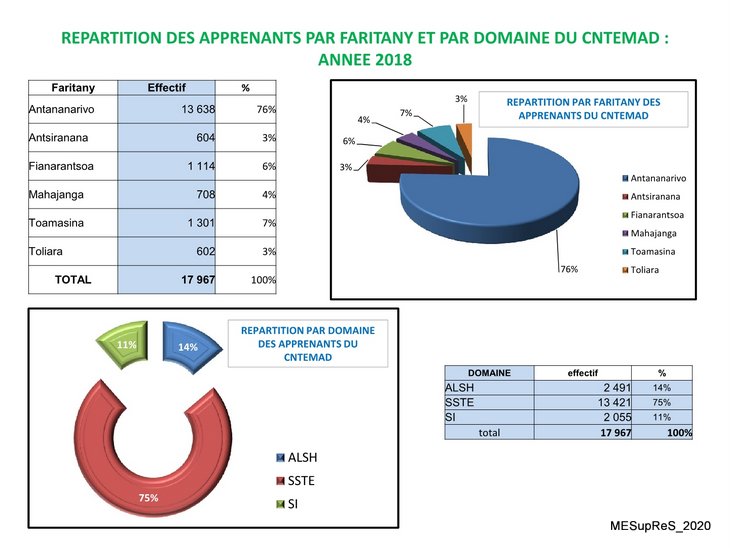 REPARTITION DES APPRENANTS PAR FARITANY ET PAR DOMAINE DU CNTEMAD :
ANNEE 2018
Faritany Effectif %
Antananarivo 13 638 76%
Antsiranana 604 3%
Fianarantsoa 1 114 6%
Mahajanga 708 4%
Toamasina 1 301 7%
Toliara 602 3%
TOTAL 17 967 100%
REPARTITION PAR FARITANY DES
APPRENANTS DU CNTEMAD
3%
7%
4%
6%
3%
76%
Antananarivo
Antsiranana
Fianarantsoa
Mahajanga
Toamasina
Toliara
REPARTITION PAR DOMAINE
DES APPRENANTS DU
CNTEMAD
11%
14%
75%
ALSH
SSTE
SI
DOMAINE effectif %
ALSH 2 491 14%
SSTE 13 421 75%
SI 2 055 11%
total 17 967 100%
MESupReS_2020